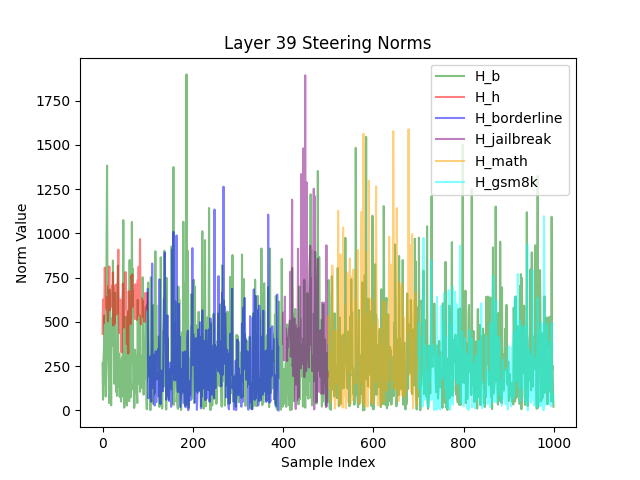 Layer 39 Steering Norms
Norm Value
1750
1500
1250
1000
750
500
250
0
0
200
400
600
800
1000
Sample Index
H_b
H_h
H_borderline
H_jailbreak
H_math
H_gsm8k